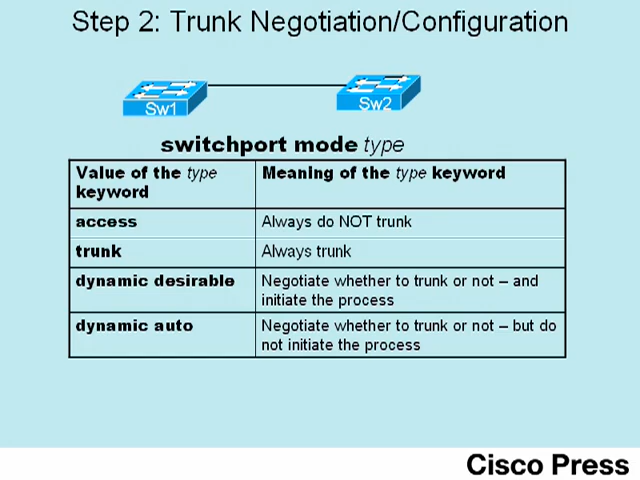 Step 2: Trunk Negotiation/Configuration
Sw1 Sw2
switchport mode type
Value of the type keyword
Meaning of the type keyword
access
Always do NOT trunk
trunk
Always trunk
dynamic desirable
Negotiate whether to trunk or not – and
initiate the process
dynamic auto
Negotiate whether to trunk or not – but do
not initiate the process
Cisco Press